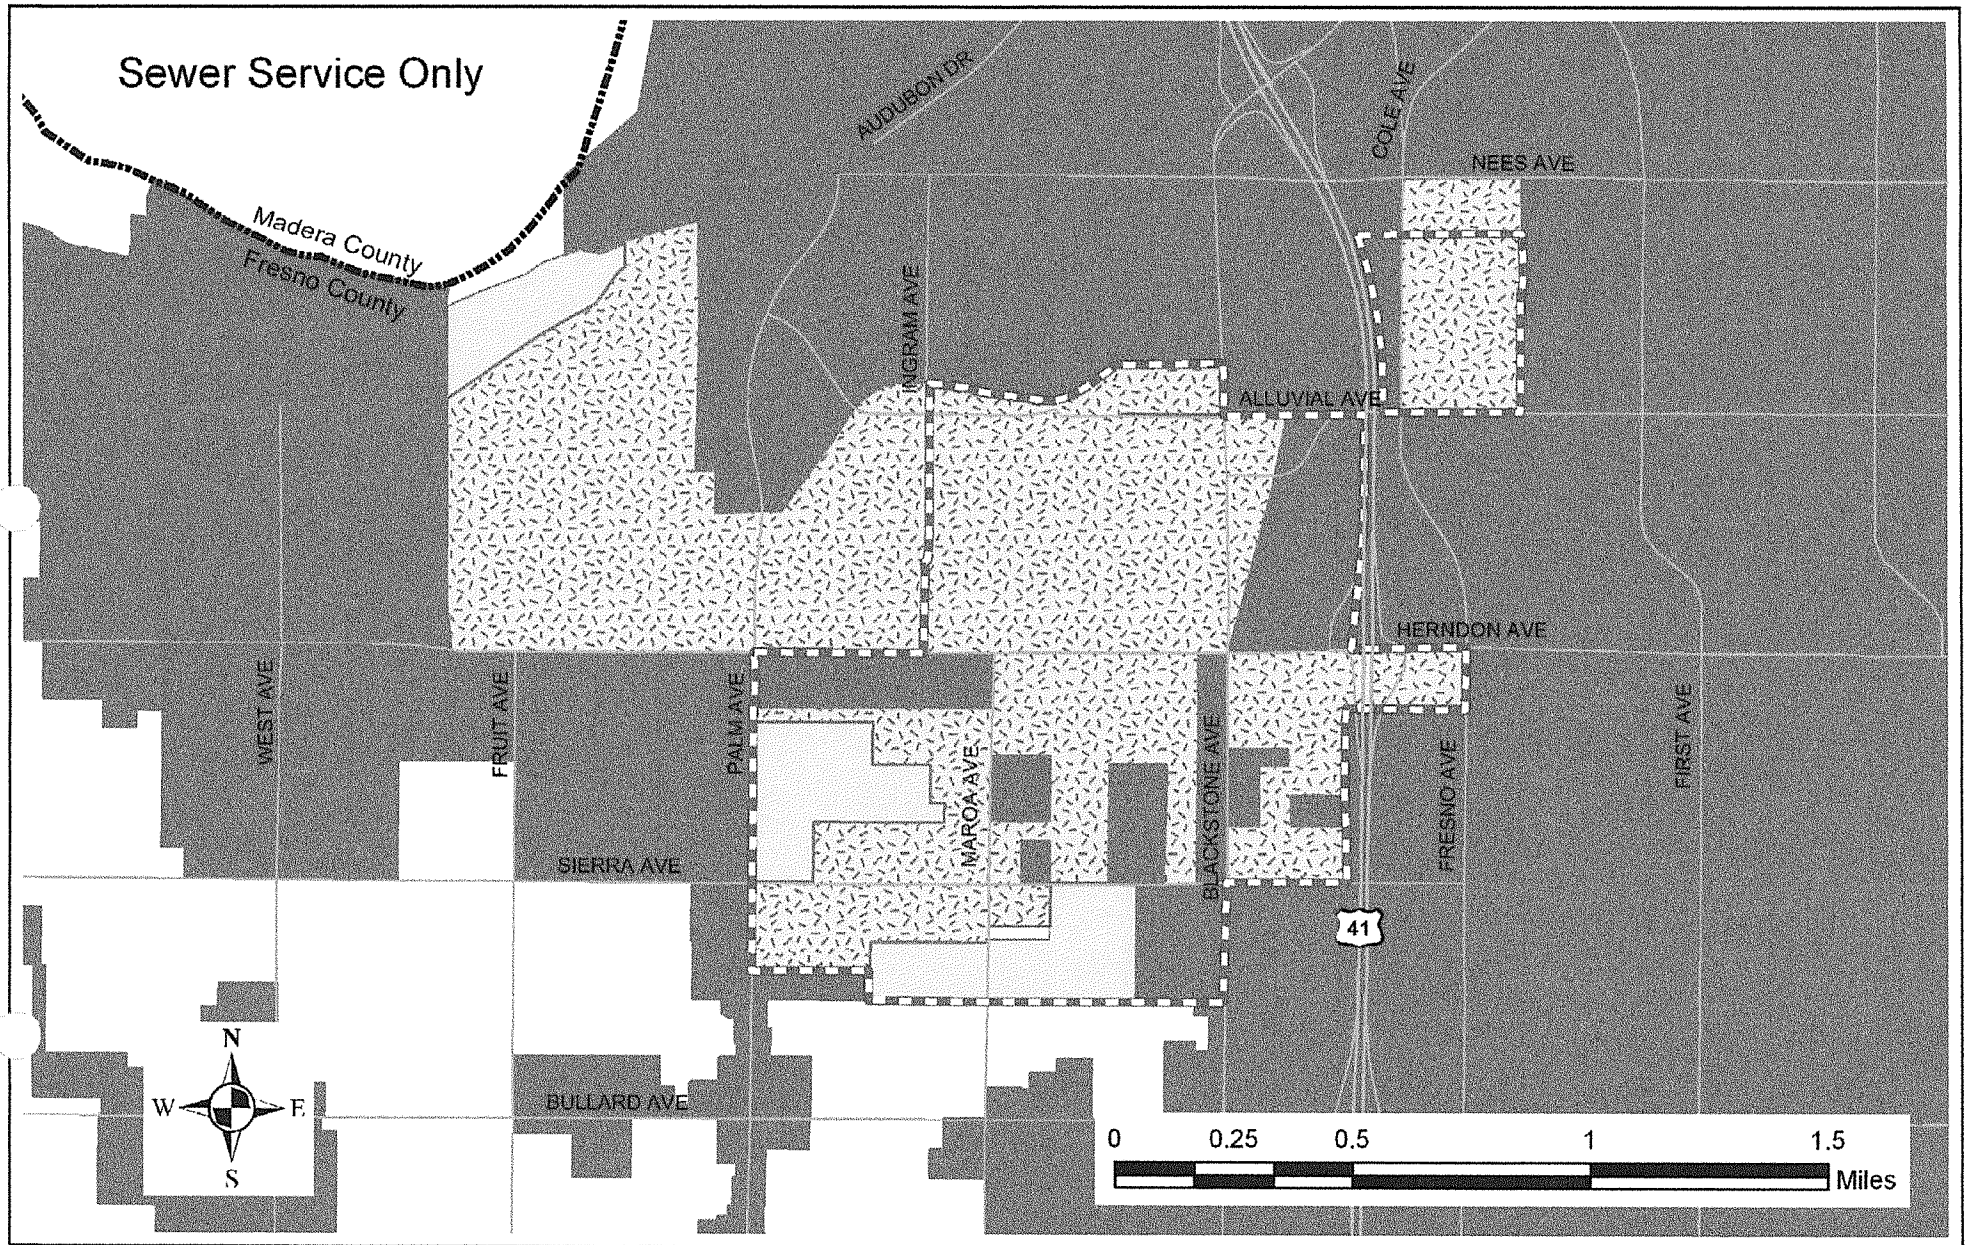 Sewer Service Only
AUDUBON DR
COLE AVE
NEES AVE
Madera County
Fresno County
INGRAM AVE
ALLUVIAL AVE
HERNDON AVE
WEST AVE
FRUIT AVE
PALM AVE
MAROA AVE
BLACKSTONE AVE
FRESNO AVE
FIRST AVE
SIERRA AVE
41
N
W E
S
BULLARD AVE
0 0.25 0.5 1 1.5
Miles